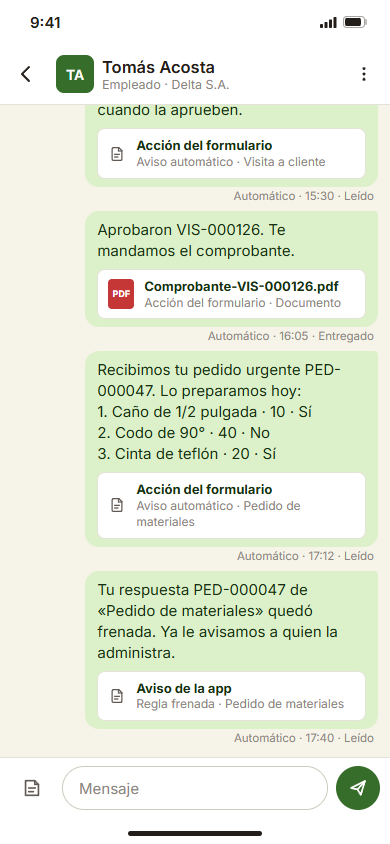 9:41
TA
Tomás Acosta
Empleado · Delta S.A.
cuando la aprueben.
Acción del formulario
Aviso automático · Visita a cliente
Automático · 15:30 · Leído
Aprobaron VIS-000126. Te
mandamos el comprobante.
PDF
Comprobante-VIS-000126.pdf
Acción del formulario · Documento
Automático · 16:05 · Entregado
Recibimos tu pedido urgente PED-
000047. Lo preparamos hoy:
1. Caño de 1/2 pulgada · 10 · Sí
2. Codo de 90° · 40 · No
3. Cinta de teflón · 20 · Sí
Acción del formulario
Aviso automático · Pedido de
materiales
Automático · 17:12 · Leído
Tu respuesta PED-000047 de
«Pedido de materiales» quedó
frenada. Ya le avisamos a quien la
administra.
Aviso de la app
Regla frenada · Pedido de materiales
Automático · 17:40 · Leído
Mensaje